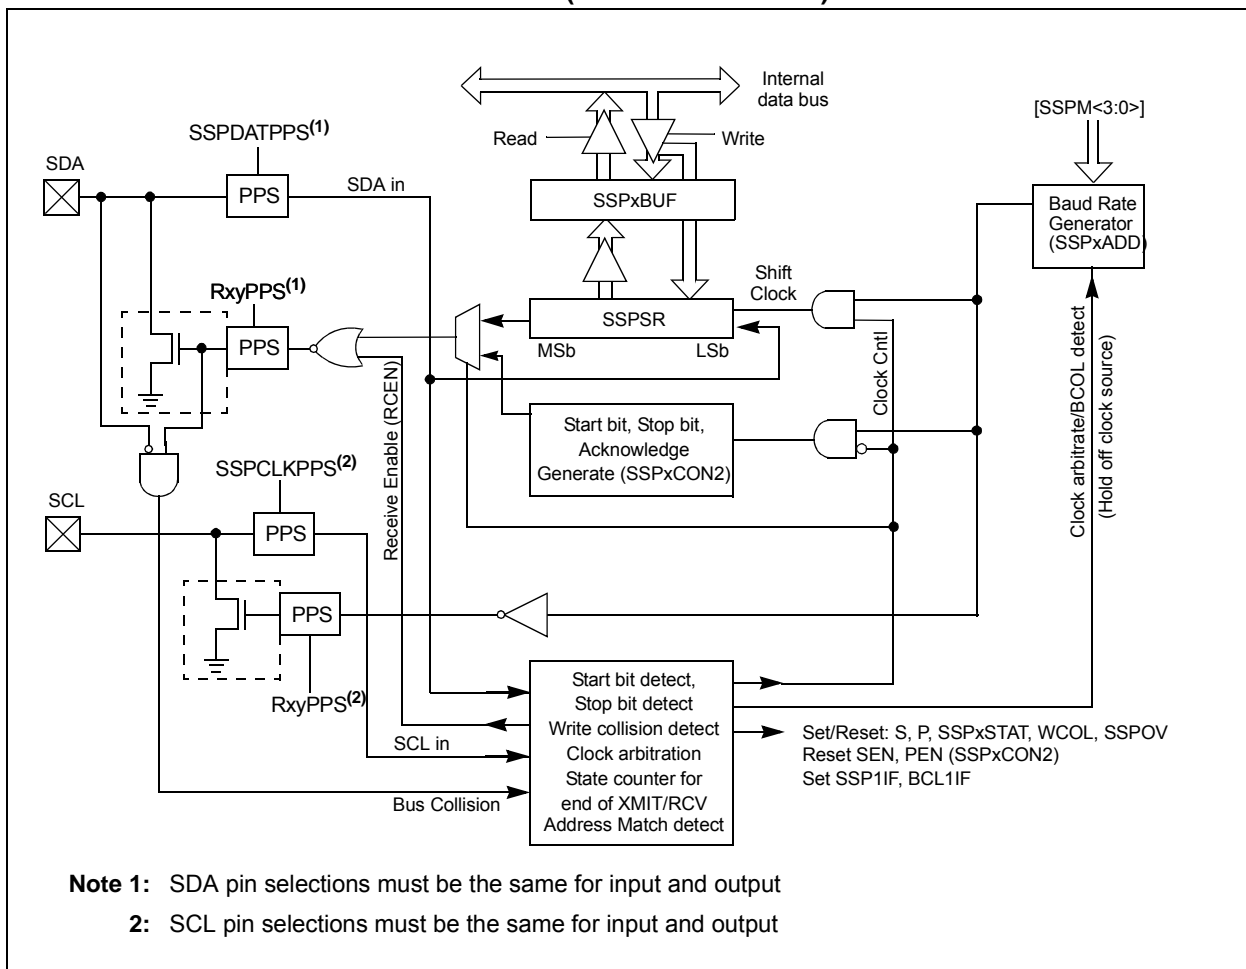 Internal
data bus
[SSPM<3:0>]
SSPDATPPS(1)
Read
Write
SDA
SDA in
PPS
SSPxBUF
Baud Rate
Generator
(SSPxADD)
Shift
Clock
RxyPPS(1)
PPS
SSPSR
MSb
LSb
Clock Cntl
Clock arbitrate/BCOL detect
(Hold off clock source)
Receive Enable (RCEN)
Start bit, Stop bit,
Acknowledge
Generate (SSPxCON2)
SSPCLKPPS(2)
SCL
PPS
PPS
RxyPPS(2)
SCL in
Bus Collision
Start bit detect,
Stop bit detect
Write collision detect
Clock arbitration
State counter for
end of XMIT/RCV
Address Match detect
Set/Reset: S, P, SSPxSTAT, WCOL, SSPOV
Reset SEN, PEN (SSPxCON2)
Set SSP1IF, BCL1IF
Note 1: SDA pin selections must be the same for input and output
2: SCL pin selections must be the same for input and output